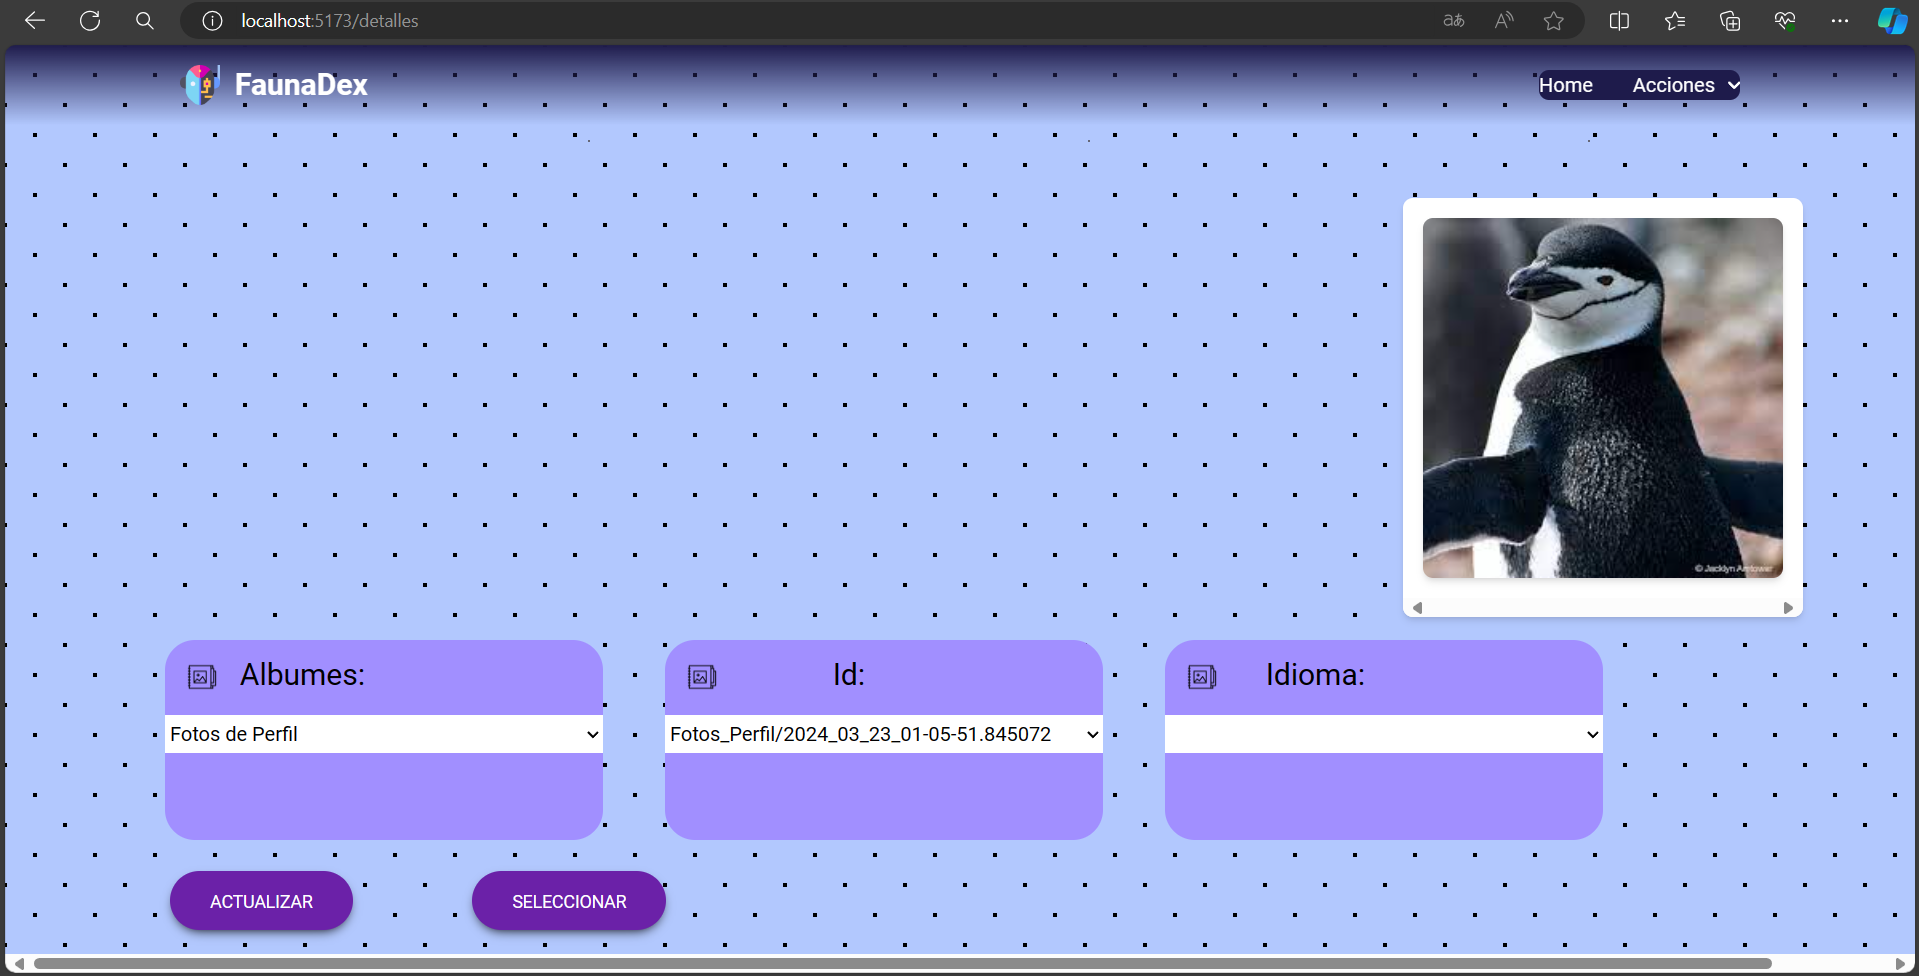 localhost:5173/detalles
FaunaDex
Home Acciones
© Jacklyn
Albumes: Id: Idioma:
Fotos de Perfil Fotos_Perfil/2024_03_23_01-05-51.845072
ACTUALIZAR SELECCIONAR